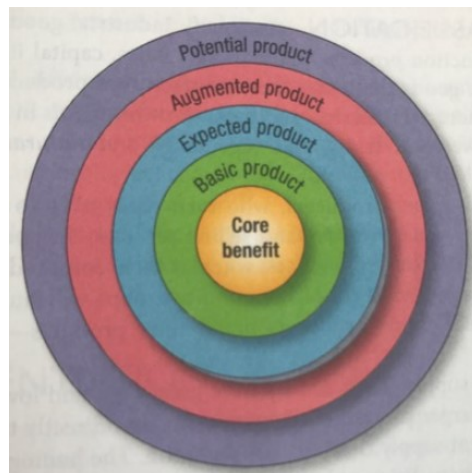 Potential product
Augmented product
Expected product
Basic product
Core
benefit